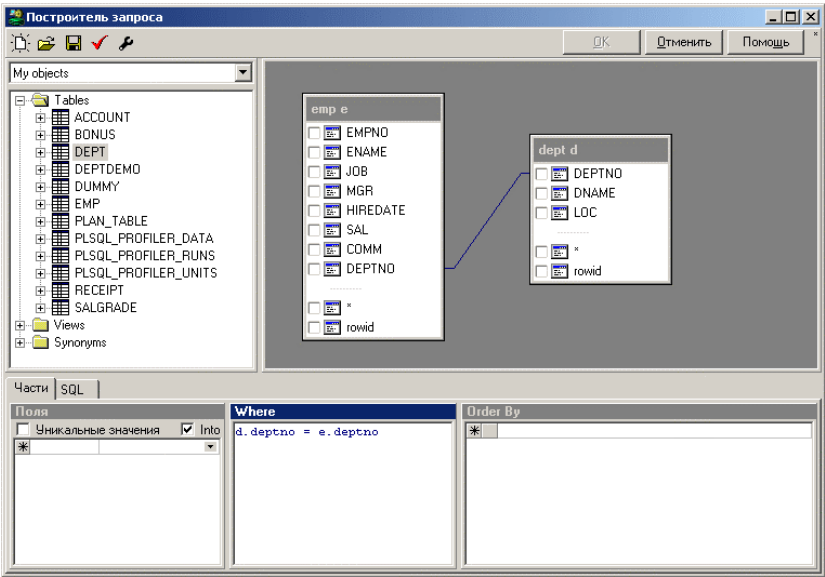 Построитель запроса
OK
Отменить
Помощь
My objects
Tables
ACCOUNT
BONUS
DEPT
DEPTDEMO
DUMMY
EMP
PLAN_TABLE
PLSQL_PROFILER_DATA
PLSQL_PROFILER_RUNS
PLSQL_PROFILER_UNITS
RECEIPT
SALGRADE
Views
Synonyms
emp e
EMPNO
ENAME
JOB
MGR
HIREDATE
SAL
COMM
DEPTNO
*
rowid
dept d
DEPTNO
DNAME
LOC
*
rowid
Части
SQL
Поля
Уникальные значения
Into
Where
d.deptno = e.deptno
Order By